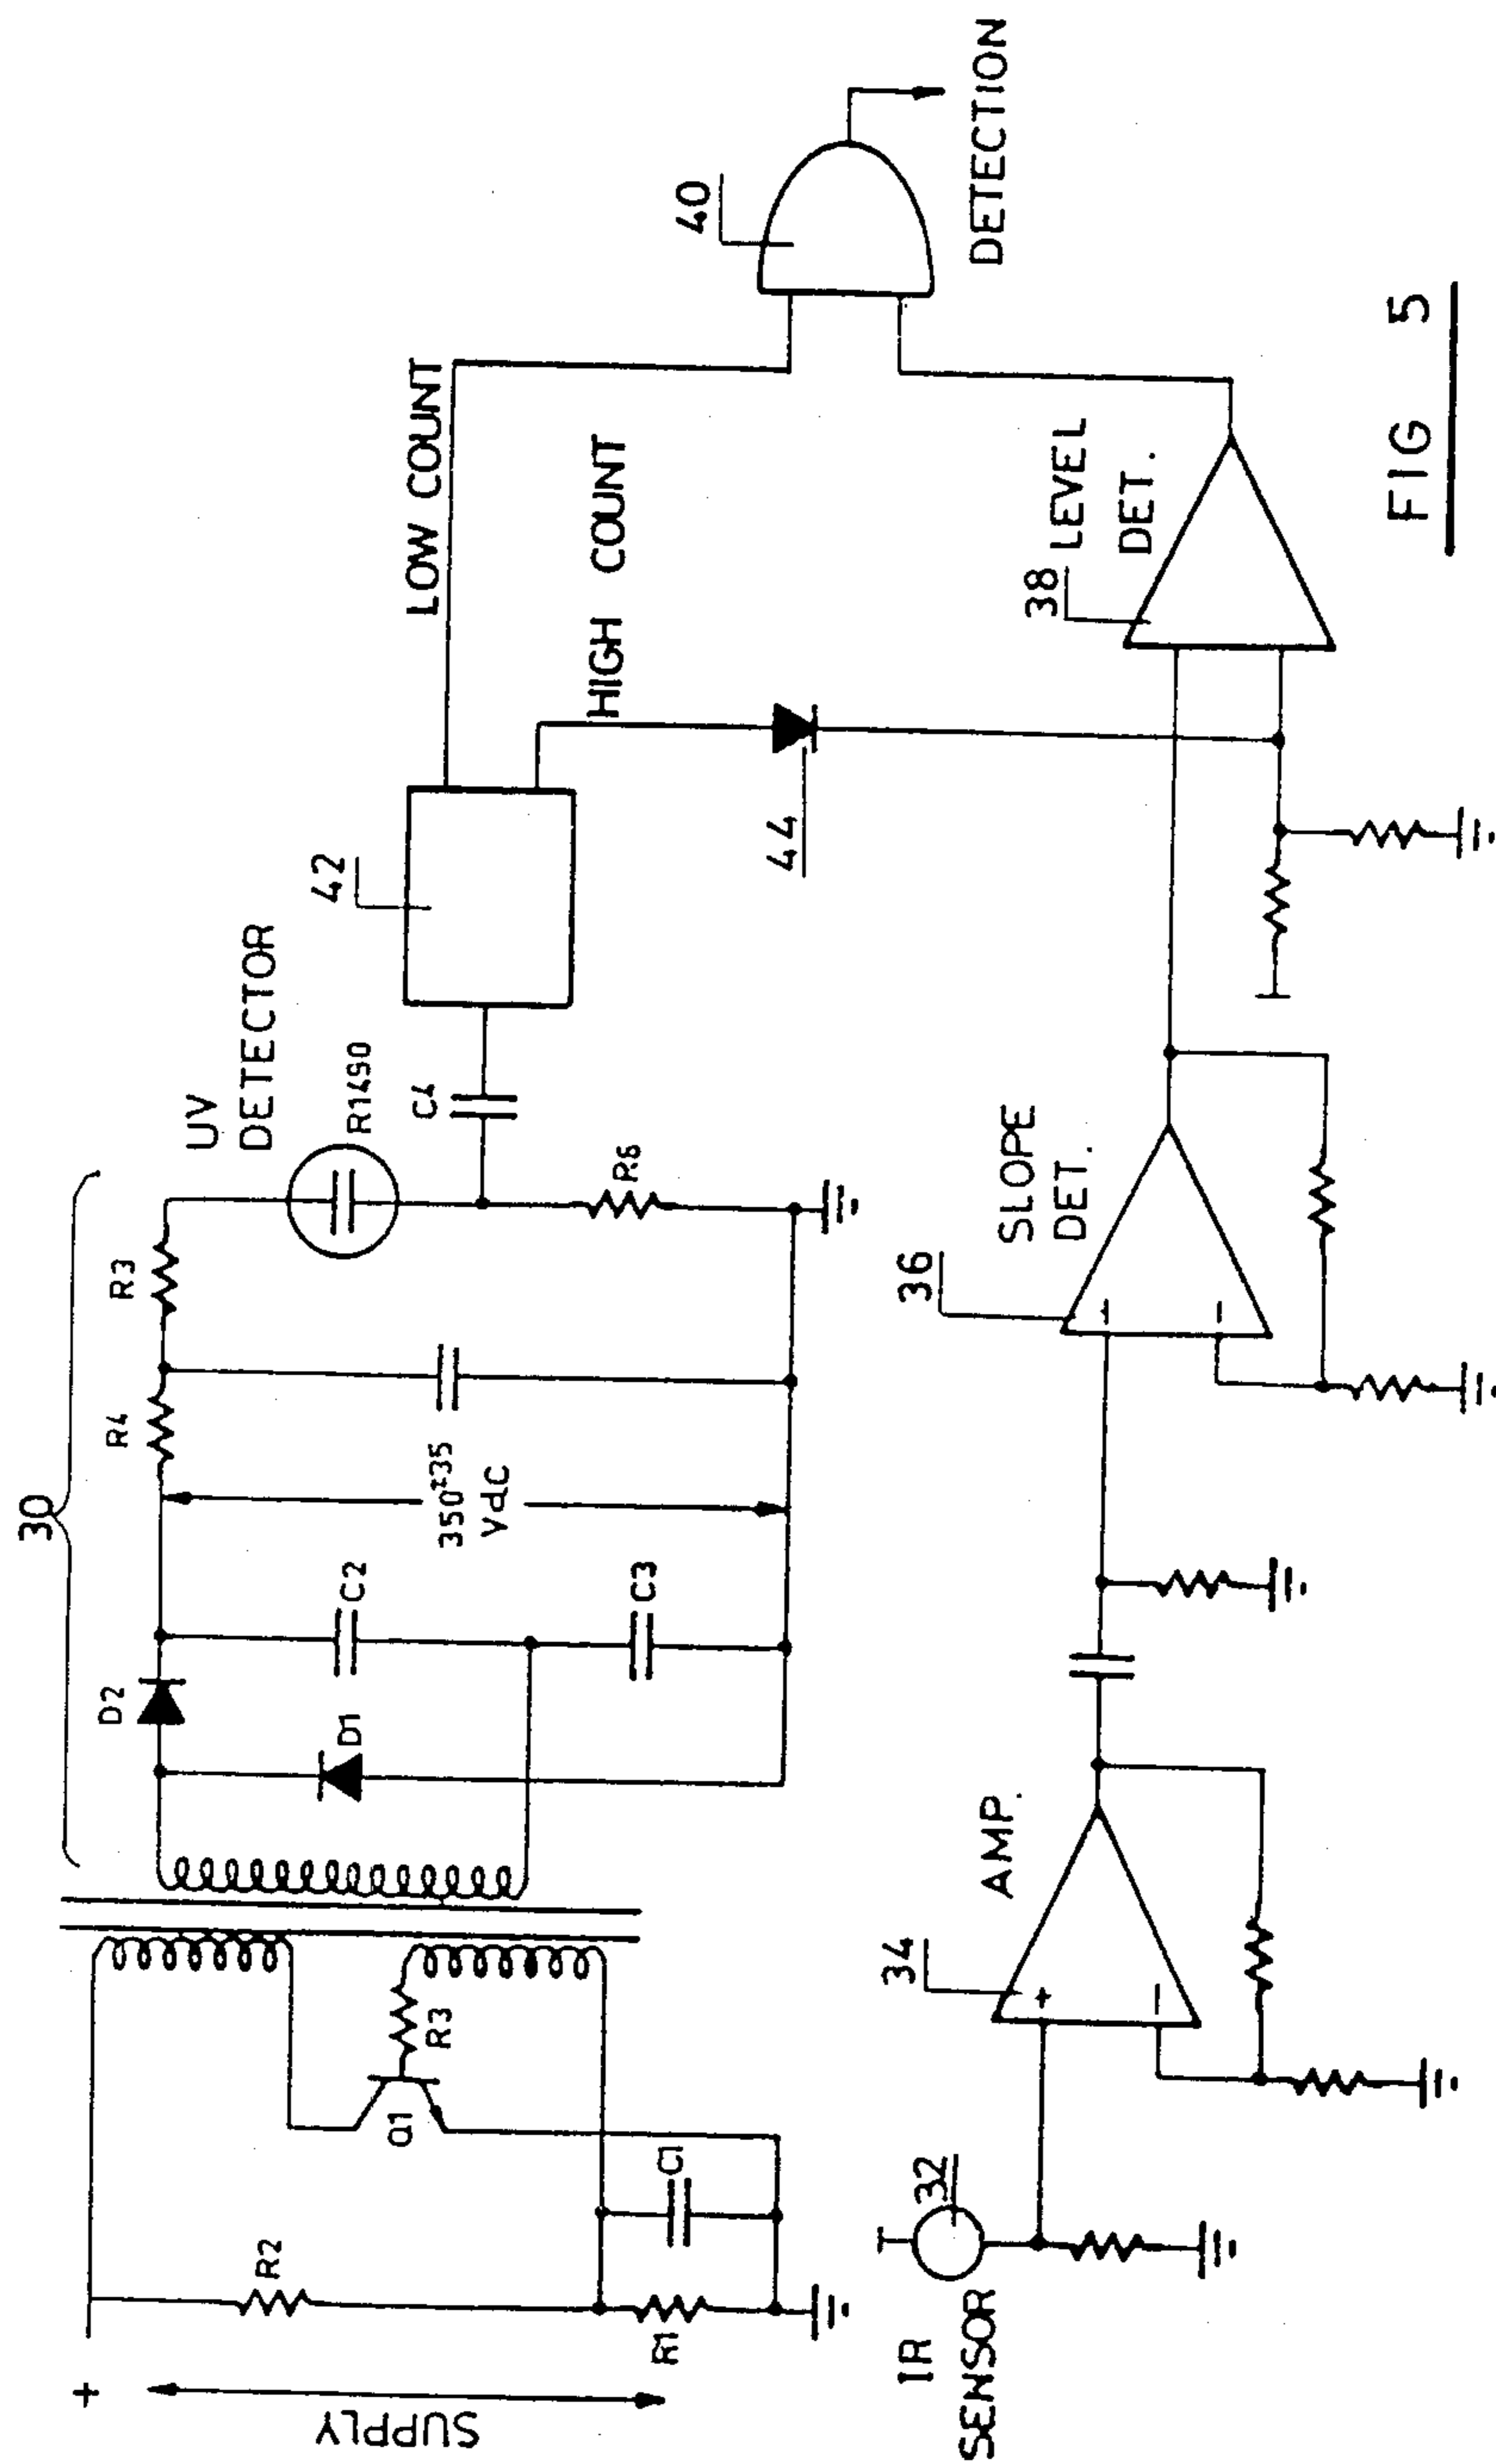 30
UV
DETECTOR
D2
R4
R3
D1
C2
350±35
VdC
R1490
C4
42
LOW COUNT
C3
R6
HIGH COUNT
40
44
DETECTION
+
SUPPLY
R2
Q1
R3
R1
C1
IR
SENSOR
32
34
AMP.
+
−
36
SLOPE
DET.
−
38
LEVEL
DET.
FIG 5